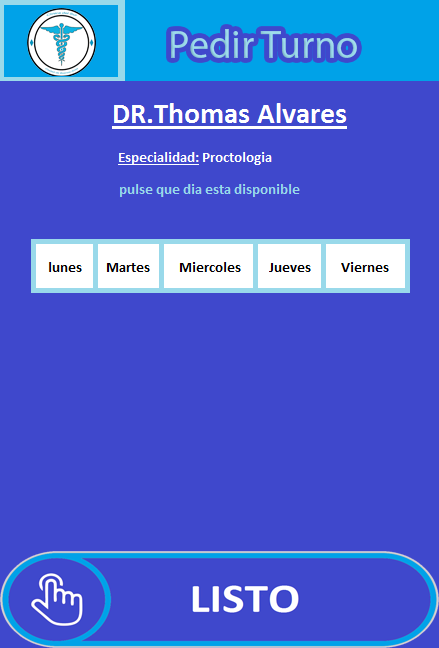 Pedir Turno
DR.Thomas Alvares
Especialidad: Proctologia
pulse que dia esta disponible
lunes Martes Miercoles Jueves Viernes
LISTO